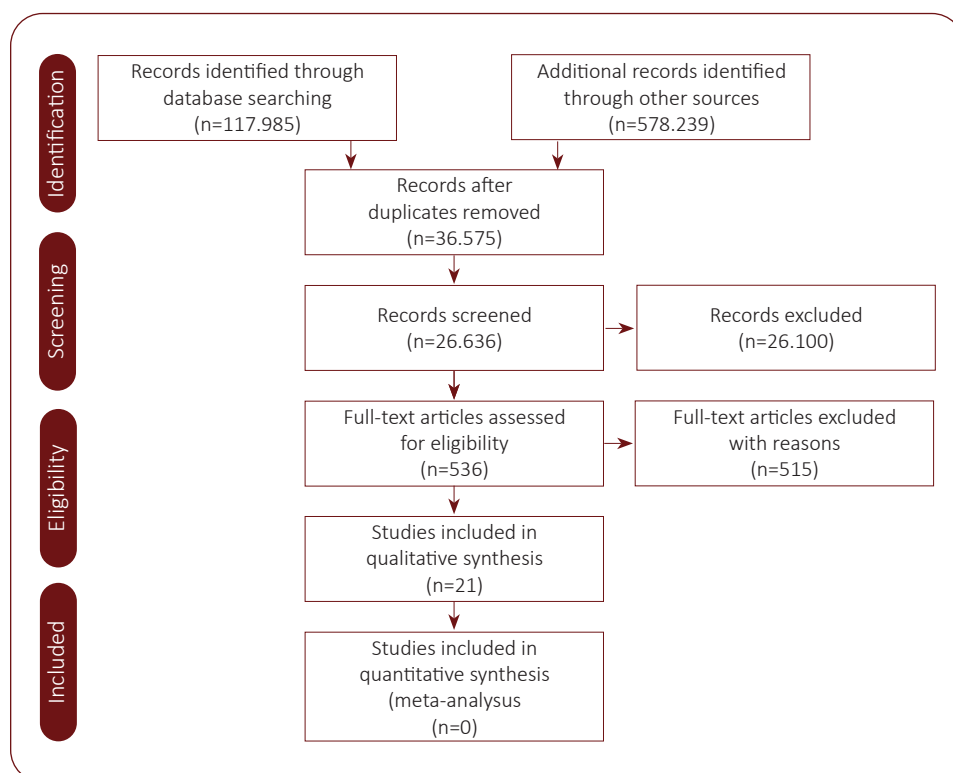 Identification
Records identified through
database searching
(n=117.985)
Additional records identified
through other sources
(n=578.239)
Records after
duplicates removed
(n=36.575)
Screening
Records screened
(n=26.636)
Records excluded
(n=26.100)
Eligibility
Full-text articles assessed
for eligibility
(n=536)
Full-text articles excluded
with reasons
(n=515)
Studies included in
qualitative synthesis
(n=21)
Included
Studies included in
quantitative synthesis
(meta-analysus
(n=0)